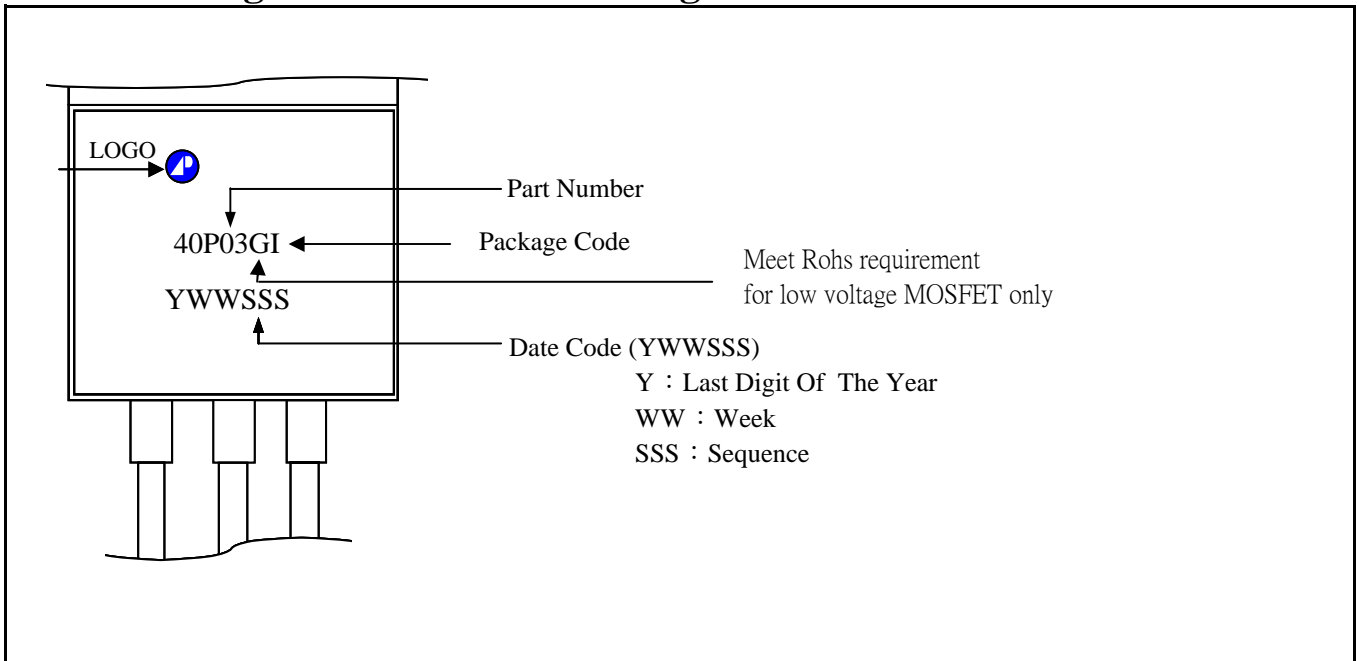 LOGO
Part Number
40P03GI
Package Code
Meet Rohs requirement
for low voltage MOSFET only
YWWSSS
Date Code (YWWSSS)
Y：Last Digit Of The Year
WW：Week
SSS：Sequence